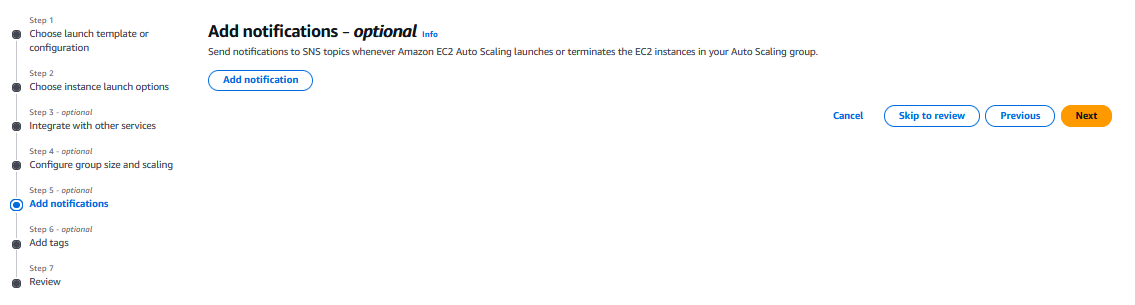 Step 1
Choose launch template or
configuration
Step 2
Choose instance launch options
Step 3 - optional
Integrate with other services
Step 4 - optional
Configure group size and scaling
Step 5 - optional
Add notifications
Step 6 - optional
Add tags
Step 7
Review
Add notifications - optional Info
Send notifications to SNS topics whenever Amazon EC2 Auto Scaling launches or terminates the EC2 instances in your Auto Scaling group.
Add notification
Cancel Skip to review Previous Next